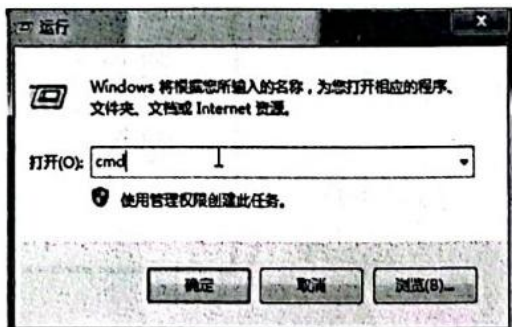 运行
Windows 将根据您所输入的名称，为您打开相应的程序、
文件夹、文档或 Internet 资源。
打开(O): cmd
使用管理权限创建此任务。
确定 取消 浏览(B)...